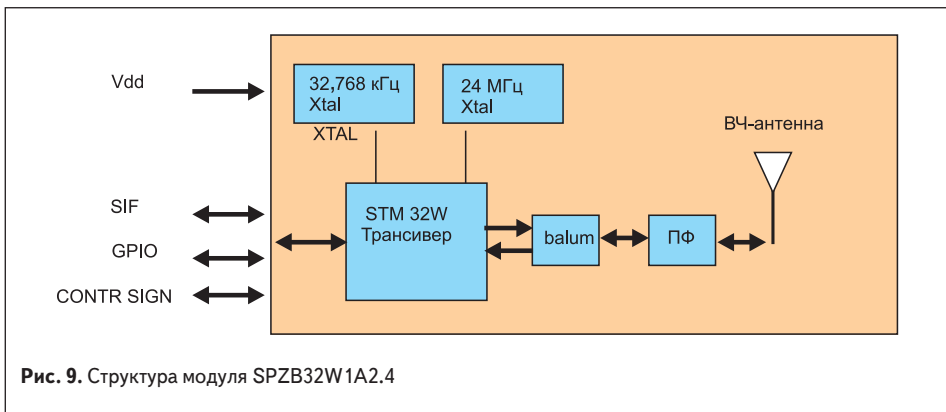 Vdd
32,768 кГц
Xtal
XTAL
24 МГц
Xtal
ВЧ-антенна
SIF
GPIO
CONTR SIGN
STM 32W
Трансивер
balum
ПФ
Рис. 9. Структура модуля SPZB32W1A2.4